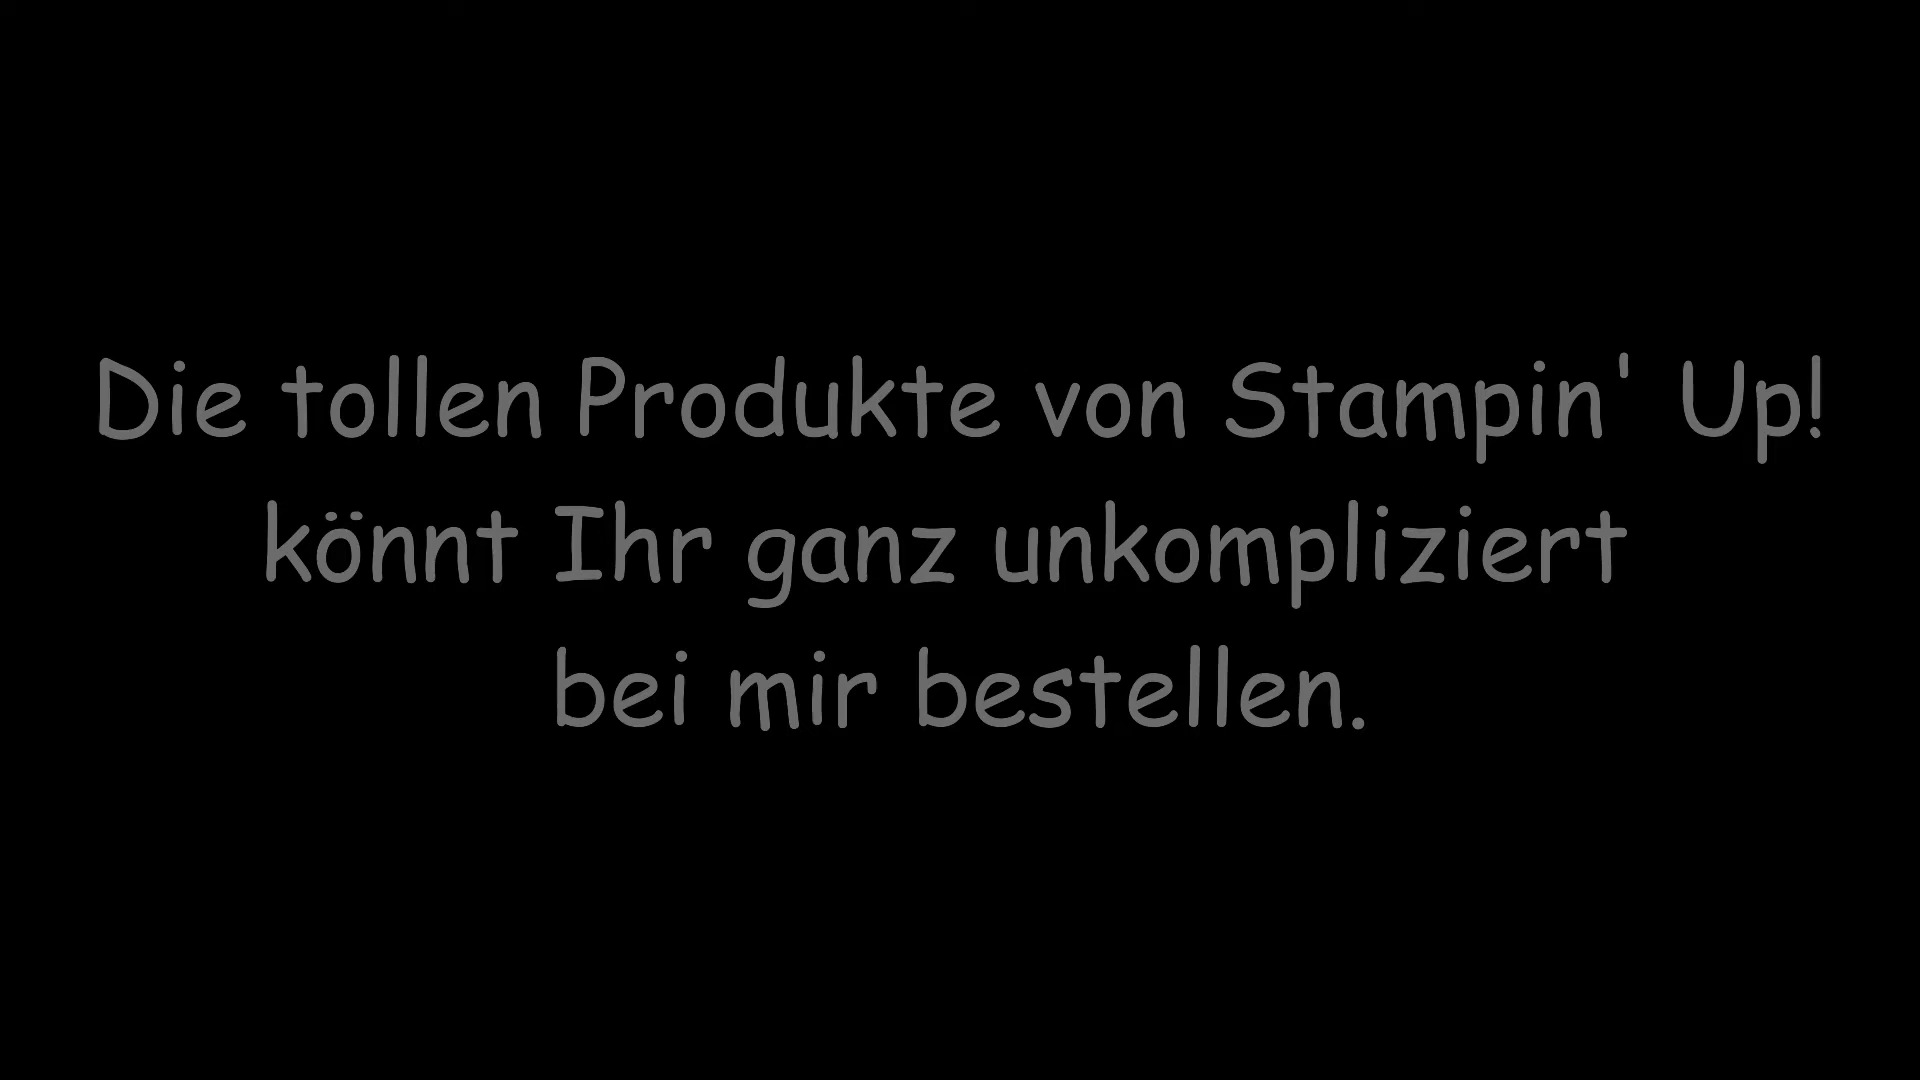 Die tollen Produkte von Stampin' Up!
könnt Ihr ganz unkompliziert
bei mir bestellen.